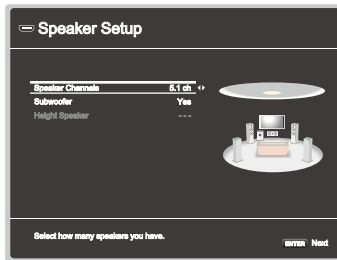 Speaker Setup
Speaker Channels 5.1 ch
Subwoofer Yes
Height Speaker ---
Select how many speakers you have.
ENTER Next